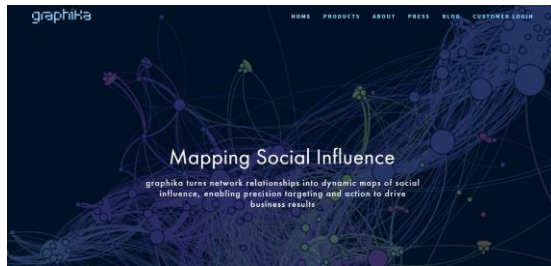 graphika
HOME PRODUCTS ABOUT PRESS BLOG CUSTOMER LOGIN
Mapping Social Influence
graphika turns network relationships into dynamic maps of social
influence, enabling precision targeting and action to drive
business results